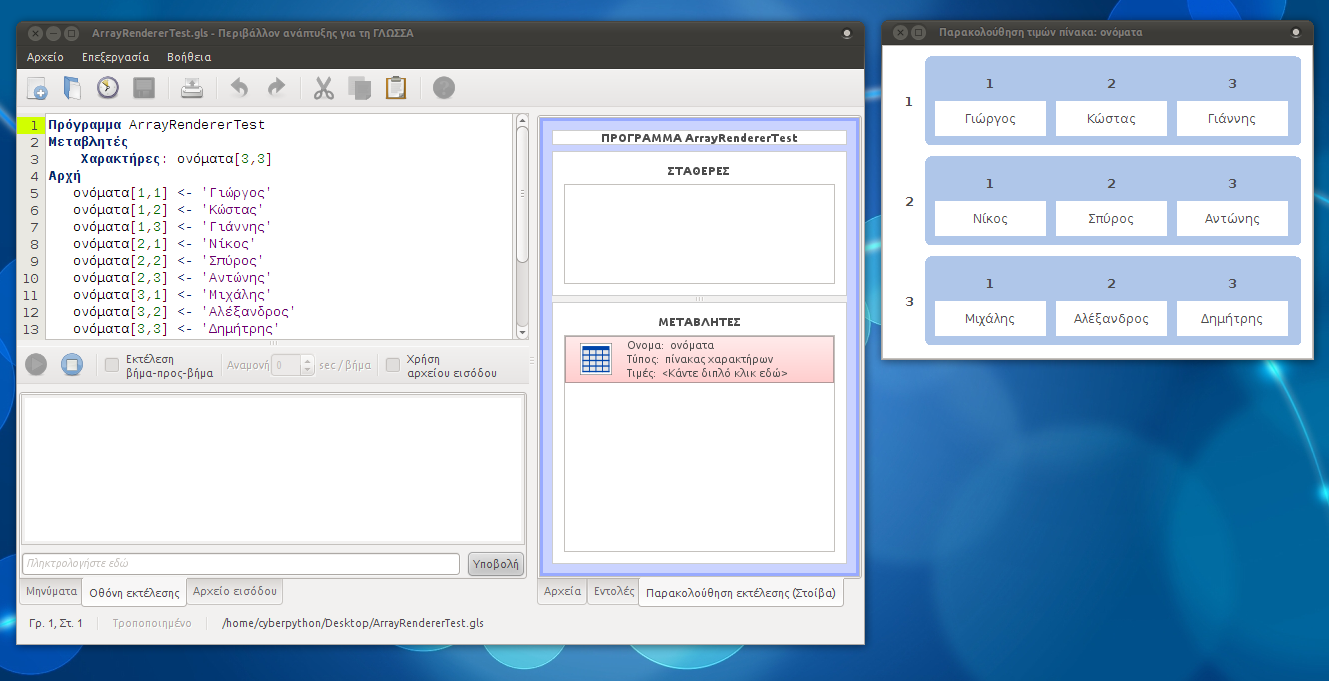 ArrayRendererTest.gls - Περιβάλλον ανάπτυξης για τη ΓΛΩΣΣΑ
Αρχείο Επεξεργασία Βοήθεια
1 Πρόγραμμα ArrayRendererTest
2 Μεταβλητές
3 Χαρακτήρες: ονόματα[3,3]
4 Αρχή
5 ονόματα[1,1] <- 'Γιώργος'
6 ονόματα[1,2] <- 'Κώστας'
7 ονόματα[1,3] <- 'Γιάννης'
8 ονόματα[2,1] <- 'Νίκος'
9 ονόματα[2,2] <- 'Σπύρος'
10 ονόματα[2,3] <- 'Αντώνης'
11 ονόματα[3,1] <- 'Μιχάλης'
12 ονόματα[3,2] <- 'Αλέξανδρος'
13 ονόματα[3,3] <- 'Δημήτρης'
Εκτέλεση
βήμα-προς-βήμα
Αναμονή 0 sec / βήμα
Χρήση
αρχείου εισόδου
Πληκτρολογήστε εδώ
Υποβολή
Μηνύματα Οθόνη εκτέλεσης Αρχείο εισόδου
ΠΡΟΓΡΑΜΜΑ ArrayRendererTest
ΣΤΑΘΕΡΕΣ
ΜΕΤΑΒΛΗΤΕΣ
Ονομα: ονόματα
Τύπος: πίνακας χαρακτήρων
Τιμές: <Κάντε διπλό κλικ εδώ>
Αρχεία Εντολές Παρακολούθηση εκτέλεσης (Στοίβα)
Γρ. 1, Στ. 1 Τροποποιημένο /home/cyberpython/Desktop/ArrayRendererTest.gls
Παρακολούθηση τιμών πίνακα: ονόματα
1 2 3
1
Γιώργος Κώστας Γιάννης
1 2 3
2
Νίκος Σπύρος Αντώνης
1 2 3
3
Μιχάλης Αλέξανδρος Δημήτρης